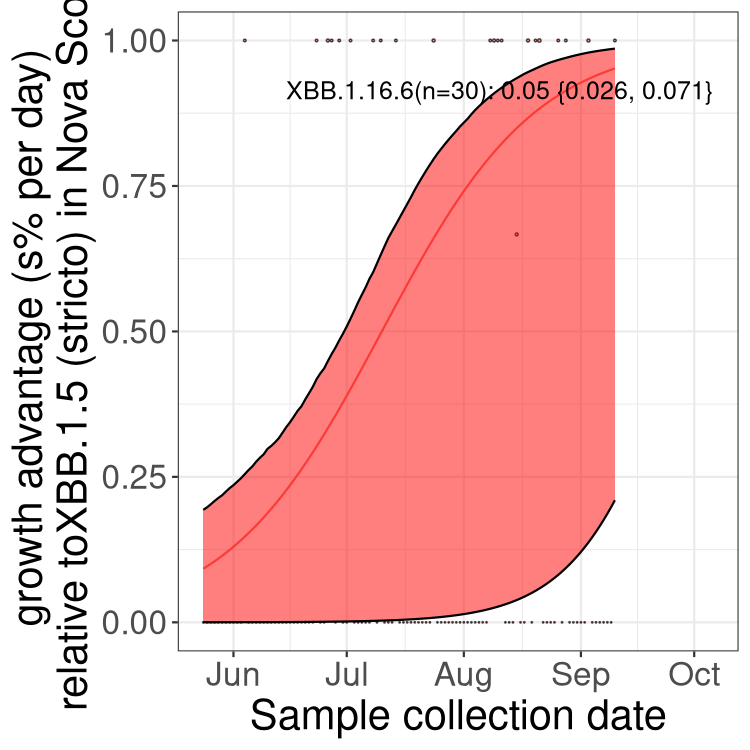 growth advantage (s% per day)
relative toXBB.1.5 (stricto) in Nova Sco
1.00
0.75
0.50
0.25
0.00
XBB.1.16.6(n=30): 0.05 {0.026, 0.071}
Jun Jul Aug Sep Oct
Sample collection date